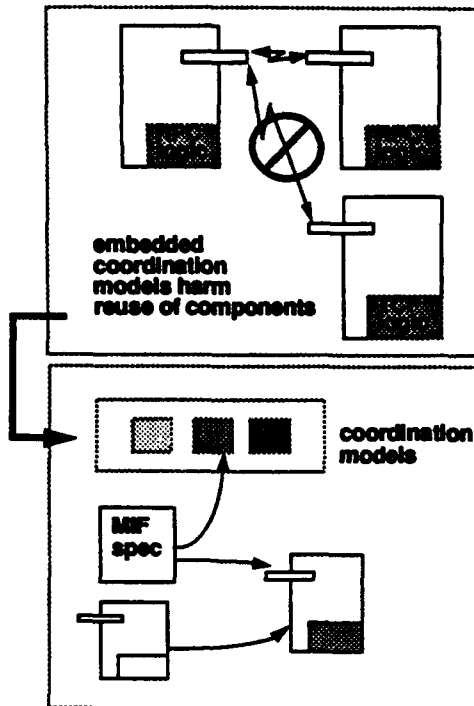 embedded
coordination
models harm
reuse of components
coordination
models
MIF
spec